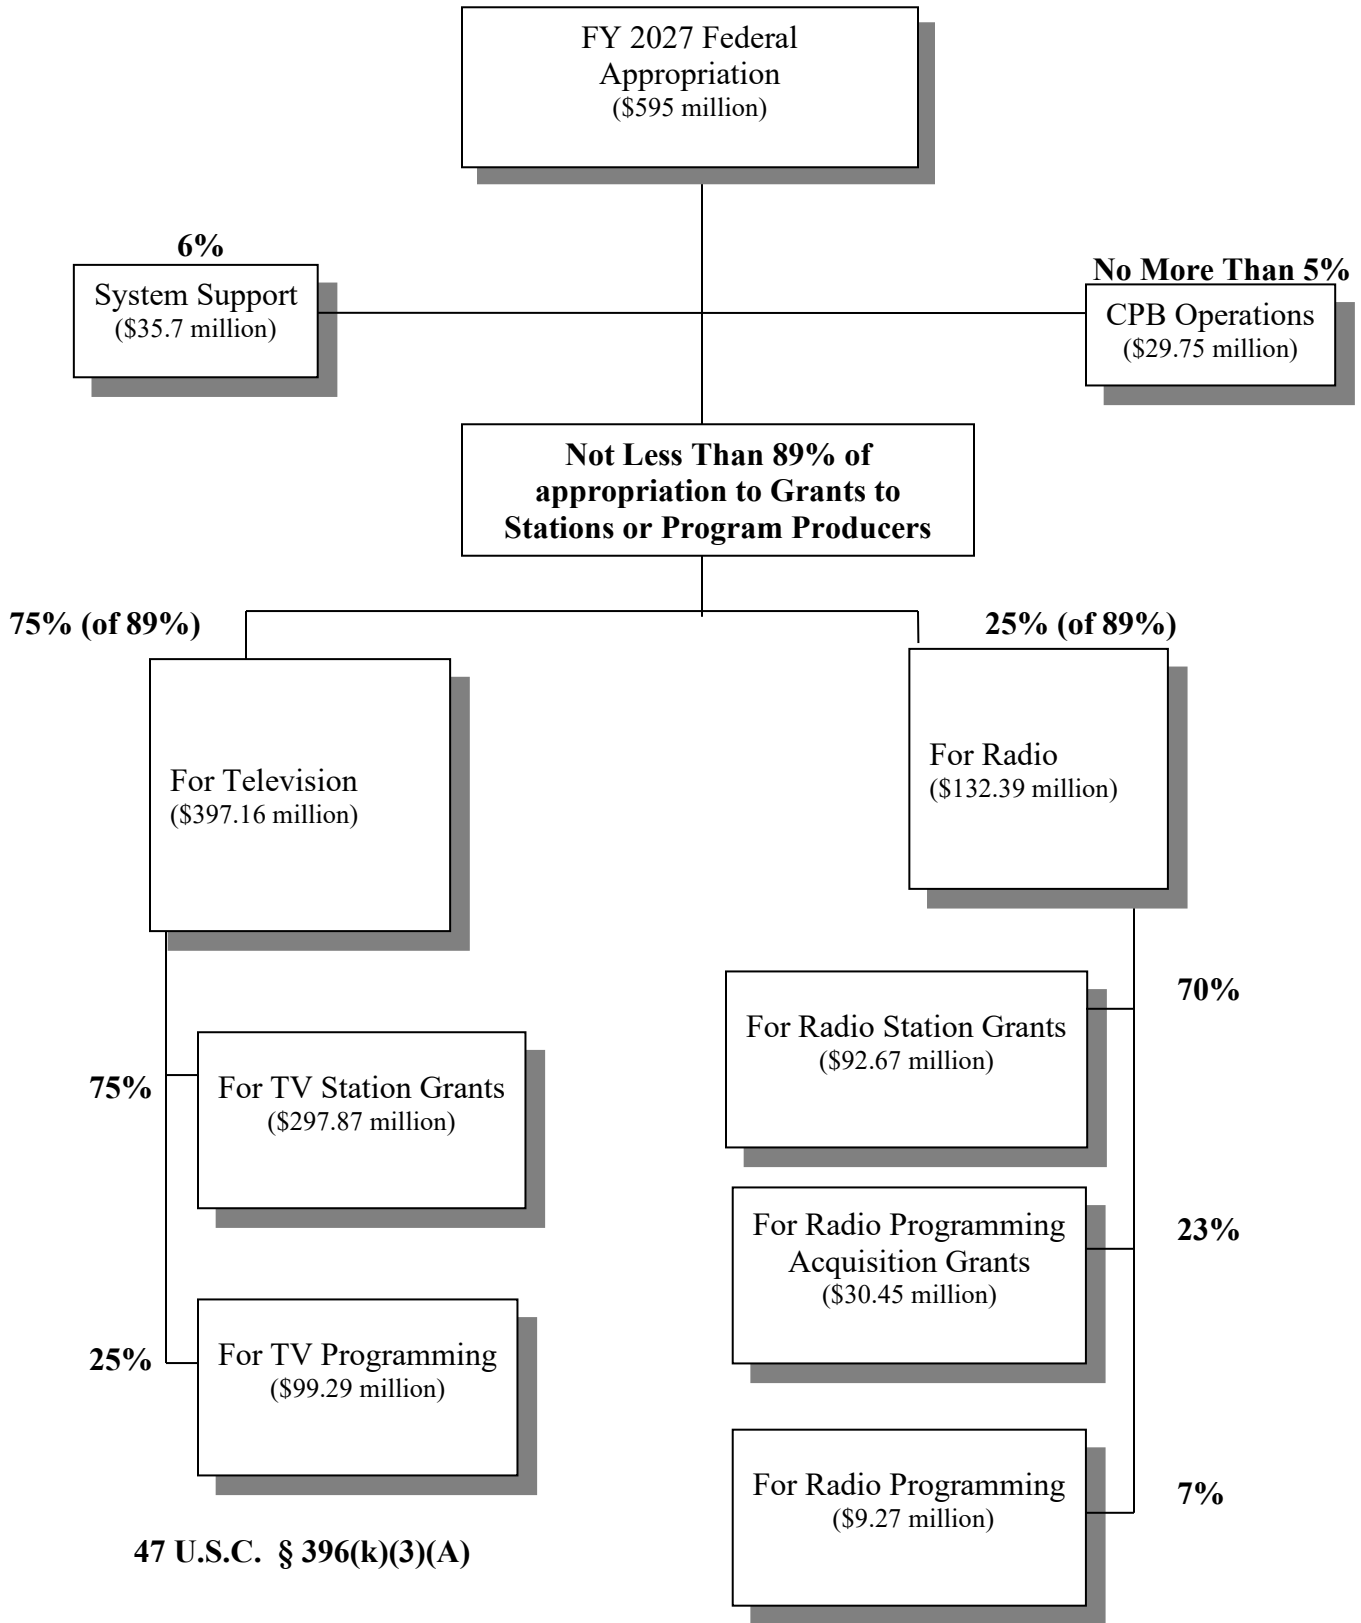 FY 2027 Federal
Appropriation
($595 million)
6%
System Support
($35.7 million)
No More Than 5%
CPB Operations
($29.75 million)
Not Less Than 89% of
appropriation to Grants to
Stations or Program Producers
75% (of 89%)
25% (of 89%)
For Television
($397.16 million)
For Radio
($132.39 million)
75%
For TV Station Grants
($297.87 million)
25%
For TV Programming
($99.29 million)
For Radio Station Grants
($92.67 million)
70%
For Radio Programming
Acquisition Grants
($30.45 million)
23%
For Radio Programming
($9.27 million)
7%
47 U.S.C. § 396(k)(3)(A)